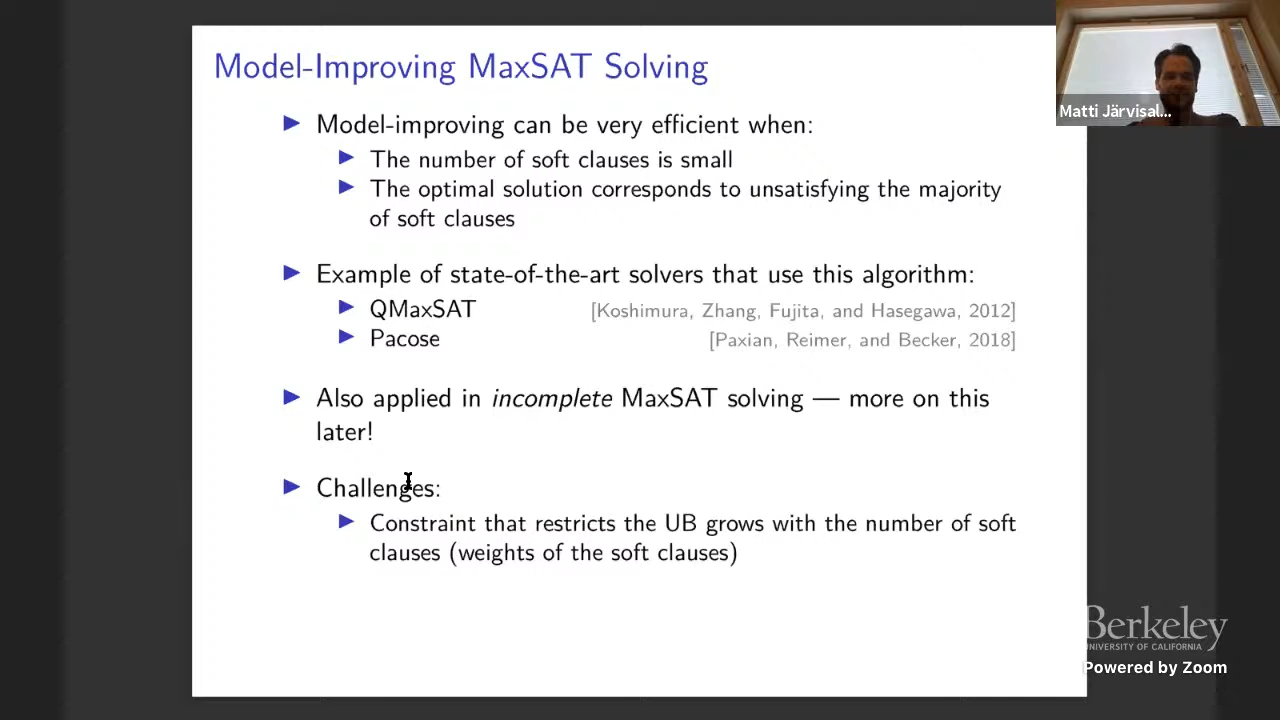 Model-Improving MaxSAT Solving
Model-improving can be very efficient when:
The number of soft clauses is small
The optimal solution corresponds to unsatisfying the majority
of soft clauses
Example of state-of-the-art solvers that use this algorithm:
QMaxSAT [Koshimura, Zhang, Fujita, and Hasegawa, 2012]
Pacose [Paxian, Reimer, and Becker, 2018]
Also applied in incomplete MaxSAT solving — more on this
later!
Challenges:
Constraint that restricts the UB grows with the number of soft
clauses (weights of the soft clauses)
Matti Järvisal...
Berkeley
UNIVERSITY OF CALIFORNIA
Powered by Zoom